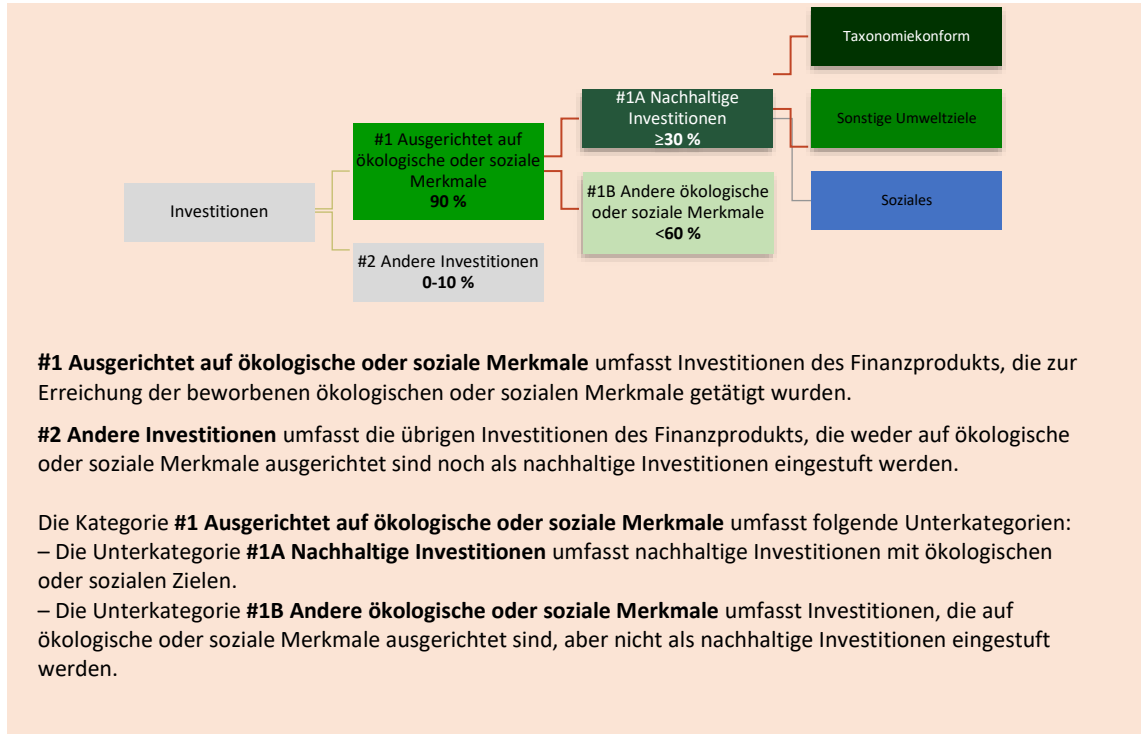 Taxonomiekonform
#1A Nachhaltige
Investitionen
≥30 %
Sonstige Umweltziele
#1 Ausgerichtet auf
ökologische oder soziale
Merkmale
90 %
#1B Andere ökologische
oder soziale Merkmale
<60 %
Soziales
Investitionen
#2 Andere Investitionen
0-10 %
#1 Ausgerichtet auf ökologische oder soziale Merkmale umfasst Investitionen des Finanzprodukts, die zur
Erreichung der beworbenen ökologischen oder sozialen Merkmale getätigt wurden.
#2 Andere Investitionen umfasst die übrigen Investitionen des Finanzprodukts, die weder auf ökologische
oder soziale Merkmale ausgerichtet sind noch als nachhaltige Investitionen eingestuft werden.
Die Kategorie #1 Ausgerichtet auf ökologische oder soziale Merkmale umfasst folgende Unterkategorien:
– Die Unterkategorie #1A Nachhaltige Investitionen umfasst nachhaltige Investitionen mit ökologischen
oder sozialen Zielen.
– Die Unterkategorie #1B Andere ökologische oder soziale Merkmale umfasst Investitionen, die auf
ökologische oder soziale Merkmale ausgerichtet sind, aber nicht als nachhaltige Investitionen eingestuft
werden.